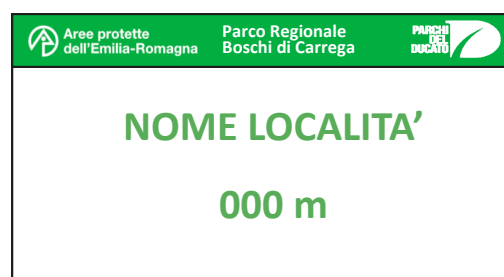 Aree protette
dell'Emilia-Romagna
Parco Regionale
Boschi di Carrega
PARCHI
DEL
DUCATO
NOME LOCALITA’
000 m